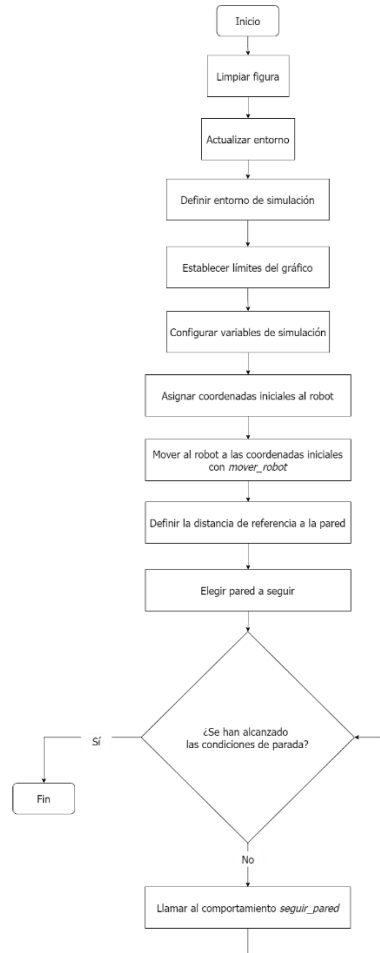 Inicio
Limpiar figura
Actualizar entorno
Definir entorno de simulación
Establecer límites del gráfico
Configurar variables de simulación
Asignar coordenadas iniciales al robot
Mover al robot a las coordenadas iniciales
con mover_robot
Definir la distancia de referencia a la pared
Elegir pared a seguir
¿Se han alcanzado
las condiciones de parada?
Sí
Fin
No
Llamar al comportamiento seguir_pared